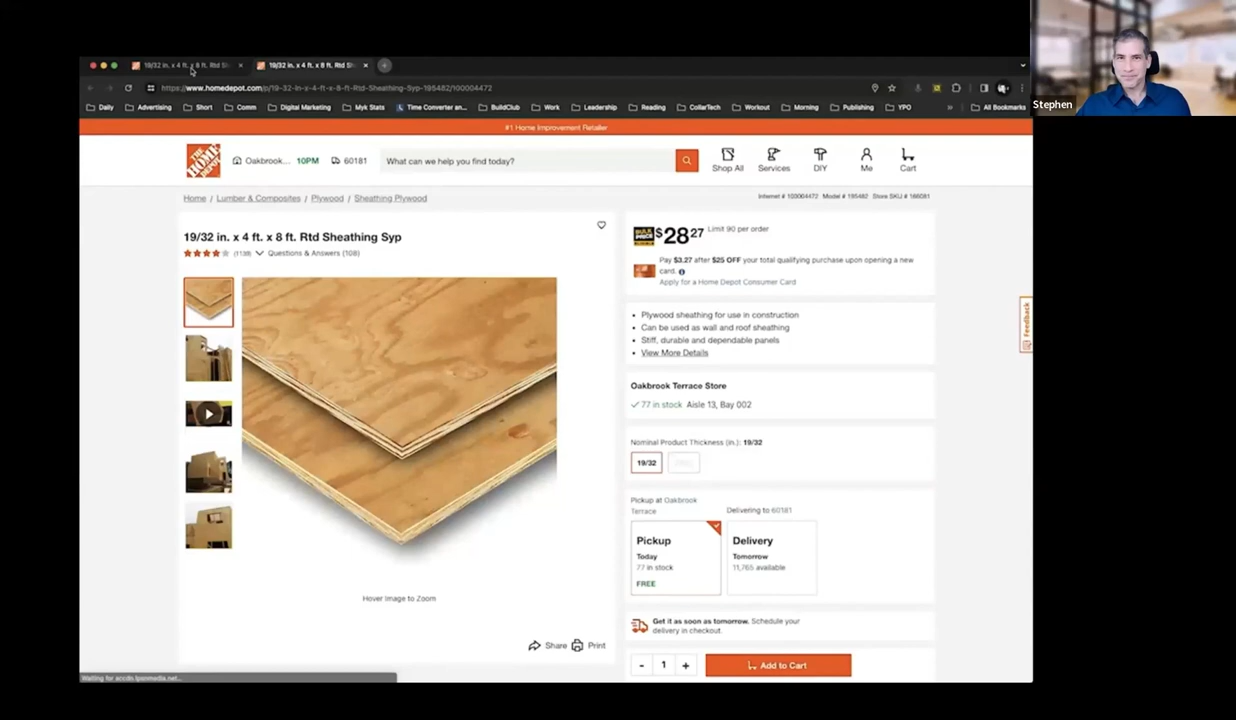 19/32 in. x 4 ft. x 8 ft. Rtd S
19/32 in. x 4 ft. x 8 ft. Rtd S
https://www.homedepot.com/p/19-32-in-x-4-ft-x-8-ft-Rtd-Sheathing-Syp-195482/100004472
Daily Advertising Short Comm Digital Marketing Myk Stats Time Converter an... BuildClub Work Leadership Reading CollarTech Workout Morning Publishing YPO » All Bookmarks
#1 Home Improvement Retailer
THE HOME DEPOT
Oakbrook... 10PM 60181 What can we help you find today? Shop All Services DIY Me Cart
Home / Lumber & Composites / Plywood / Sheathing Plywood
Internet # 100004472 Model # 195482 Store SKU # 166081
19/32 in. x 4 ft. x 8 ft. Rtd Sheathing Syp
(1138) Questions & Answers (108)
Hover Image to Zoom
Share Print
BULK PRICE $28 27 Limit 90 per order
Pay $3.27 after $25 OFF your total qualifying purchase upon opening a new
card.
Apply for a Home Depot Consumer Card
• Plywood sheathing for use in construction
• Can be used as wall and roof sheathing
• Stiff, durable and dependable panels
• View More Details
Oakbrook Terrace Store
77 in stock Aisle 13, Bay 002
Nominal Product Thickness (in.): 19/32
19/32
Pickup at Oakbrook
Terrace
Delivering to 60181
Pickup
Today
77 in stock
FREE
Delivery
Tomorrow
11,765 available
Get it as soon as tomorrow. Schedule your
delivery in checkout.
- 1 + Add to Cart
Feedback
Stephen